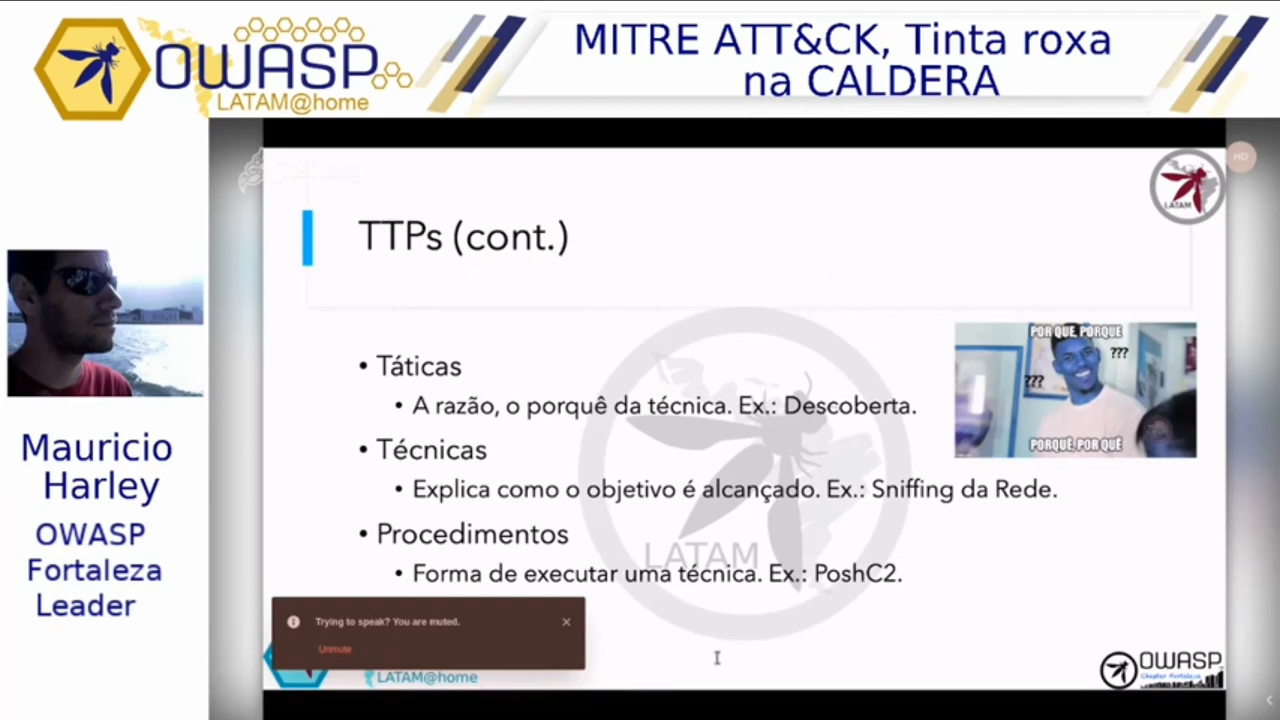 OWASP
LATAM@home
MITRE ATT&CK, Tinta roxa
na CALDERA
HD
LATAM
TTPs (cont.)
• Táticas
• A razão, o porquê da técnica. Ex.: Descoberta.
• Técnicas
• Explica como o objetivo é alcançado. Ex.: Sniffing da Rede.
• Procedimentos
• Forma de executar uma técnica. Ex.: PoshC2.
POR QUE, PORQUE
???
???
PORQUÊ, POR QUÊ
LATAM
Mauricio
Harley
OWASP
Fortaleza
Leader
Trying to speak? You are muted.
Unmute
LATAM@home
OWASP
Chapter Fortaleza